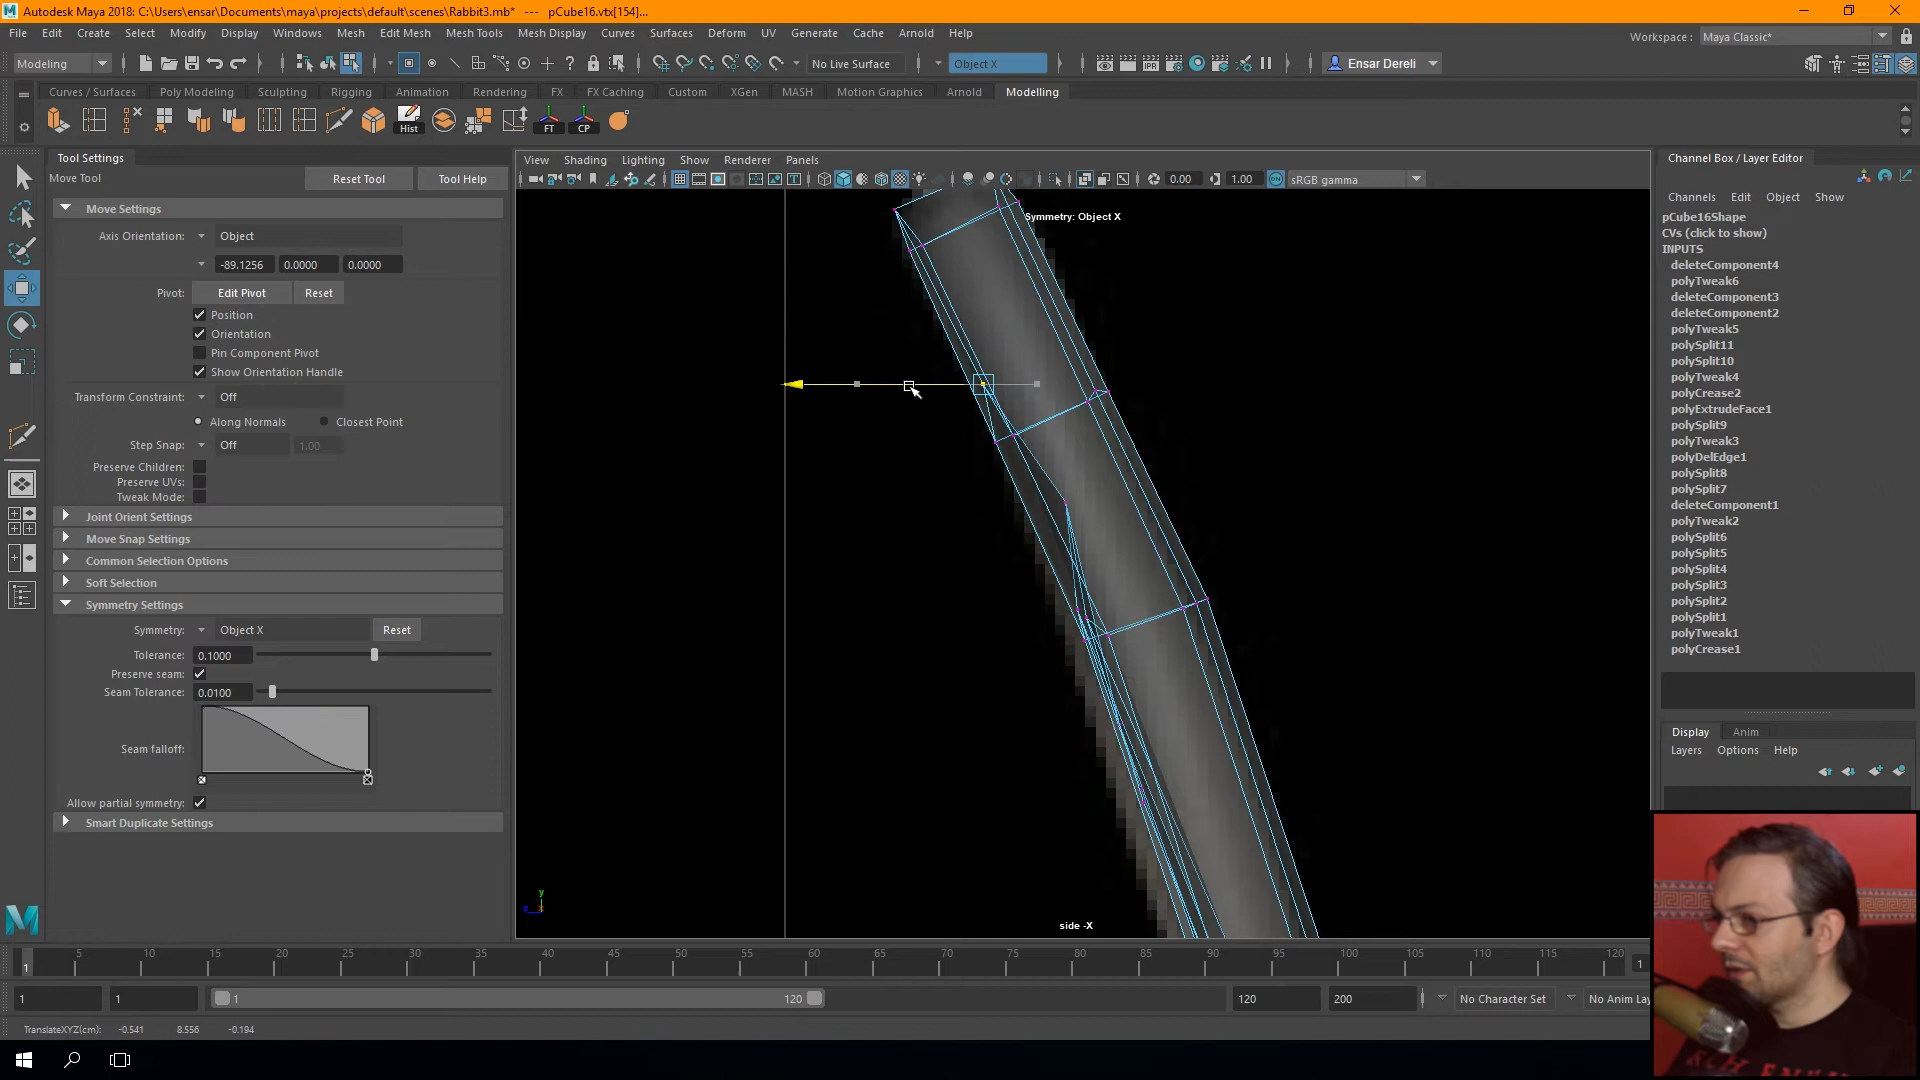 Autodesk Maya 2018: C:\Users\ensar\Documents\maya\projects\default\scenes\Rabbit3.mb* --- pCube16.vtx[154]...
File Edit Create Select Modify Display Windows Mesh Edit Mesh Mesh Tools Mesh Display Curves Surfaces Deform UV Generate Cache Arnold Help
Workspace : Maya Classic*
Modeling No Live Surface Object X Ensar Dereli
Curves / Surfaces Poly Modeling Sculpting Rigging Animation Rendering FX FX Caching Custom XGen MASH Motion Graphics Arnold Modelling
Hist FT CP
Tool Settings
Move Tool Reset Tool Tool Help
Move Settings
Axis Orientation: Object
-89.1256 0.0000 0.0000
Pivot: Edit Pivot Reset
Position
Orientation
Pin Component Pivot
Show Orientation Handle
Transform Constraint: Off
Along Normals Closest Point
Step Snap: Off 1.00
Preserve Children:
Preserve UVs:
Tweak Mode:
Joint Orient Settings
Move Snap Settings
Common Selection Options
Soft Selection
Symmetry Settings
Symmetry: Object X Reset
Tolerance: 0.1000
Preserve seam:
Seam Tolerance: 0.0100
Seam falloff:
Allow partial symmetry:
Smart Duplicate Settings
View Shading Lighting Show Renderer Panels
IPR
0.00 1.00 ON sRGB gamma
Symmetry: Object X
y
z
side -X
Channel Box / Layer Editor
Channels Edit Object Show
pCube16Shape
CVs (click to show)
INPUTS
deleteComponent4
polyTweak6
deleteComponent3
deleteComponent2
polyTweak5
polySplit11
polySplit10
polyTweak4
polyCrease2
polyExtrudeFace1
polySplit9
polyTweak3
polyDelEdge1
polySplit8
polySplit7
deleteComponent1
polyTweak2
polySplit6
polySplit5
polySplit4
polySplit3
polySplit2
polySplit1
polyTweak1
polyCrease1
Display Anim
Layers Options Help
1 5 10 15 20 25 30 35 40 45 50 55 60 65 70 75 80 85 90 95 100 105 110 115 120 1
1 1 1 120 120 200 No Character Set No Anim Lay
TranslateXYZ(cm): -0.541 8.556 -0.194